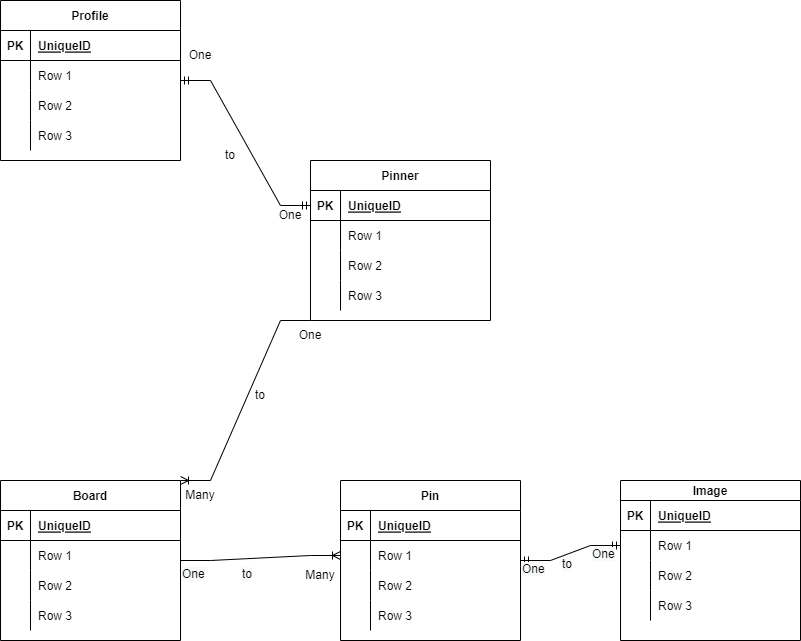 Profile
PK UniqueID
Row 1
Row 2
Row 3
One
to
One
Pinner
PK UniqueID
Row 1
Row 2
Row 3
One
to
Many
Board
PK UniqueID
Row 1
Row 2
Row 3
One to Many
Pin
PK UniqueID
Row 1
Row 2
Row 3
One to One
Image
PK UniqueID
Row 1
Row 2
Row 3